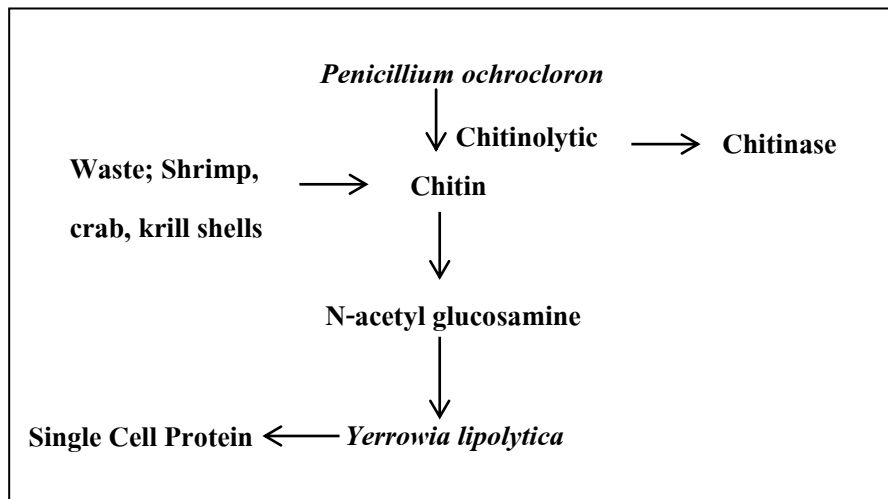 Penicillium ochrocloron
Chitinolytic
Chitinase
Waste; Shrimp,
crab, krill shells
Chitin
N-acetyl glucosamine
Single Cell Protein
Yerrowia lipolytica